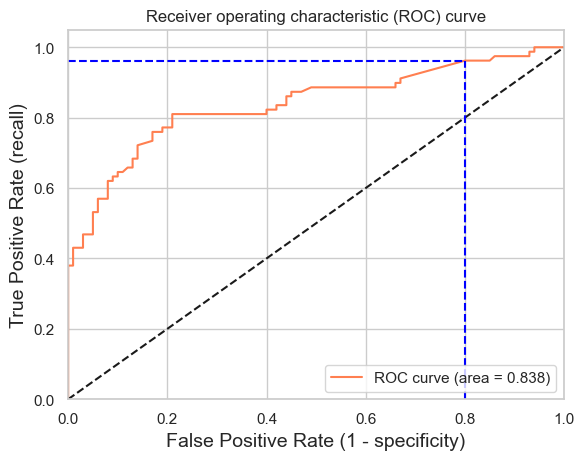 Receiver operating characteristic (ROC) curve
True Positive Rate (recall)
1.0
0.8
0.6
0.4
0.2
0.0
ROC curve (area = 0.838)
0.0 0.2 0.4 0.6 0.8 1.0
False Positive Rate (1 - specificity)